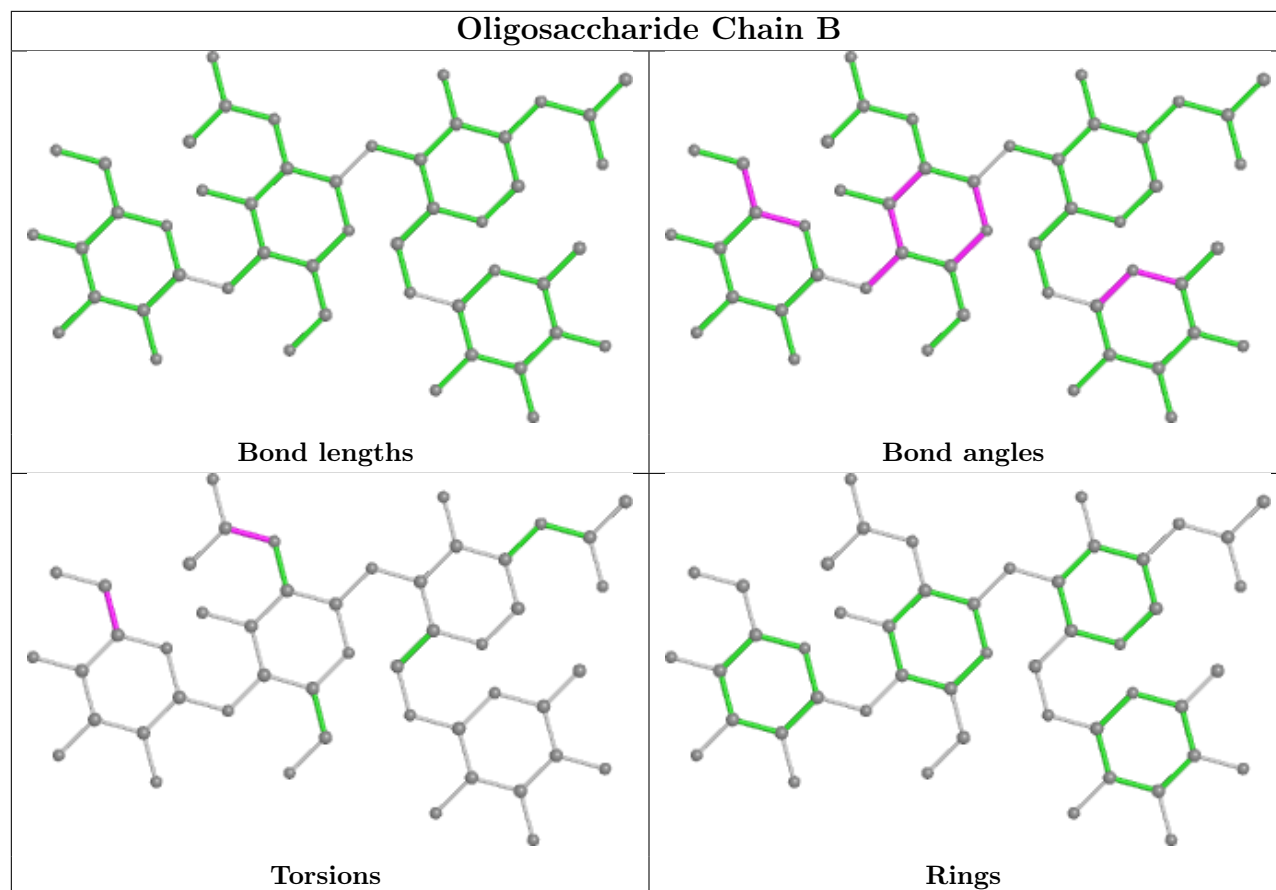 Oligosaccharide Chain B
Bond lengths
Bond angles
Torsions
Rings